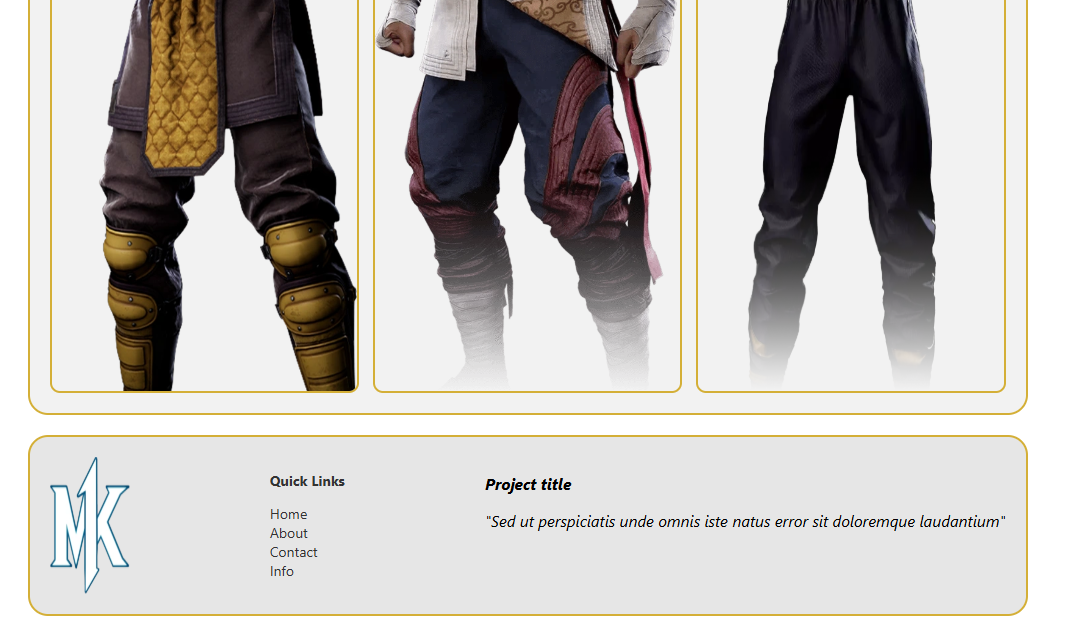 MK1
Quick Links
Home
About
Contact
Info
Project title
"Sed ut perspiciatis unde omnis iste natus error sit doloremque laudantium"